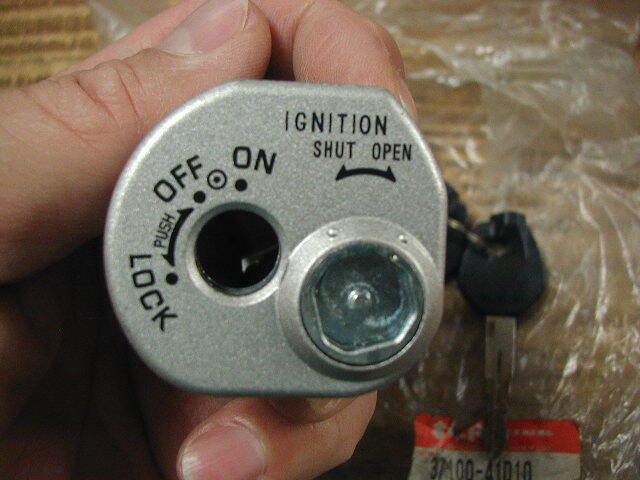 IGNITION
SHUT OPEN
OFF ON
PUSH
LOCK
37100-41D10